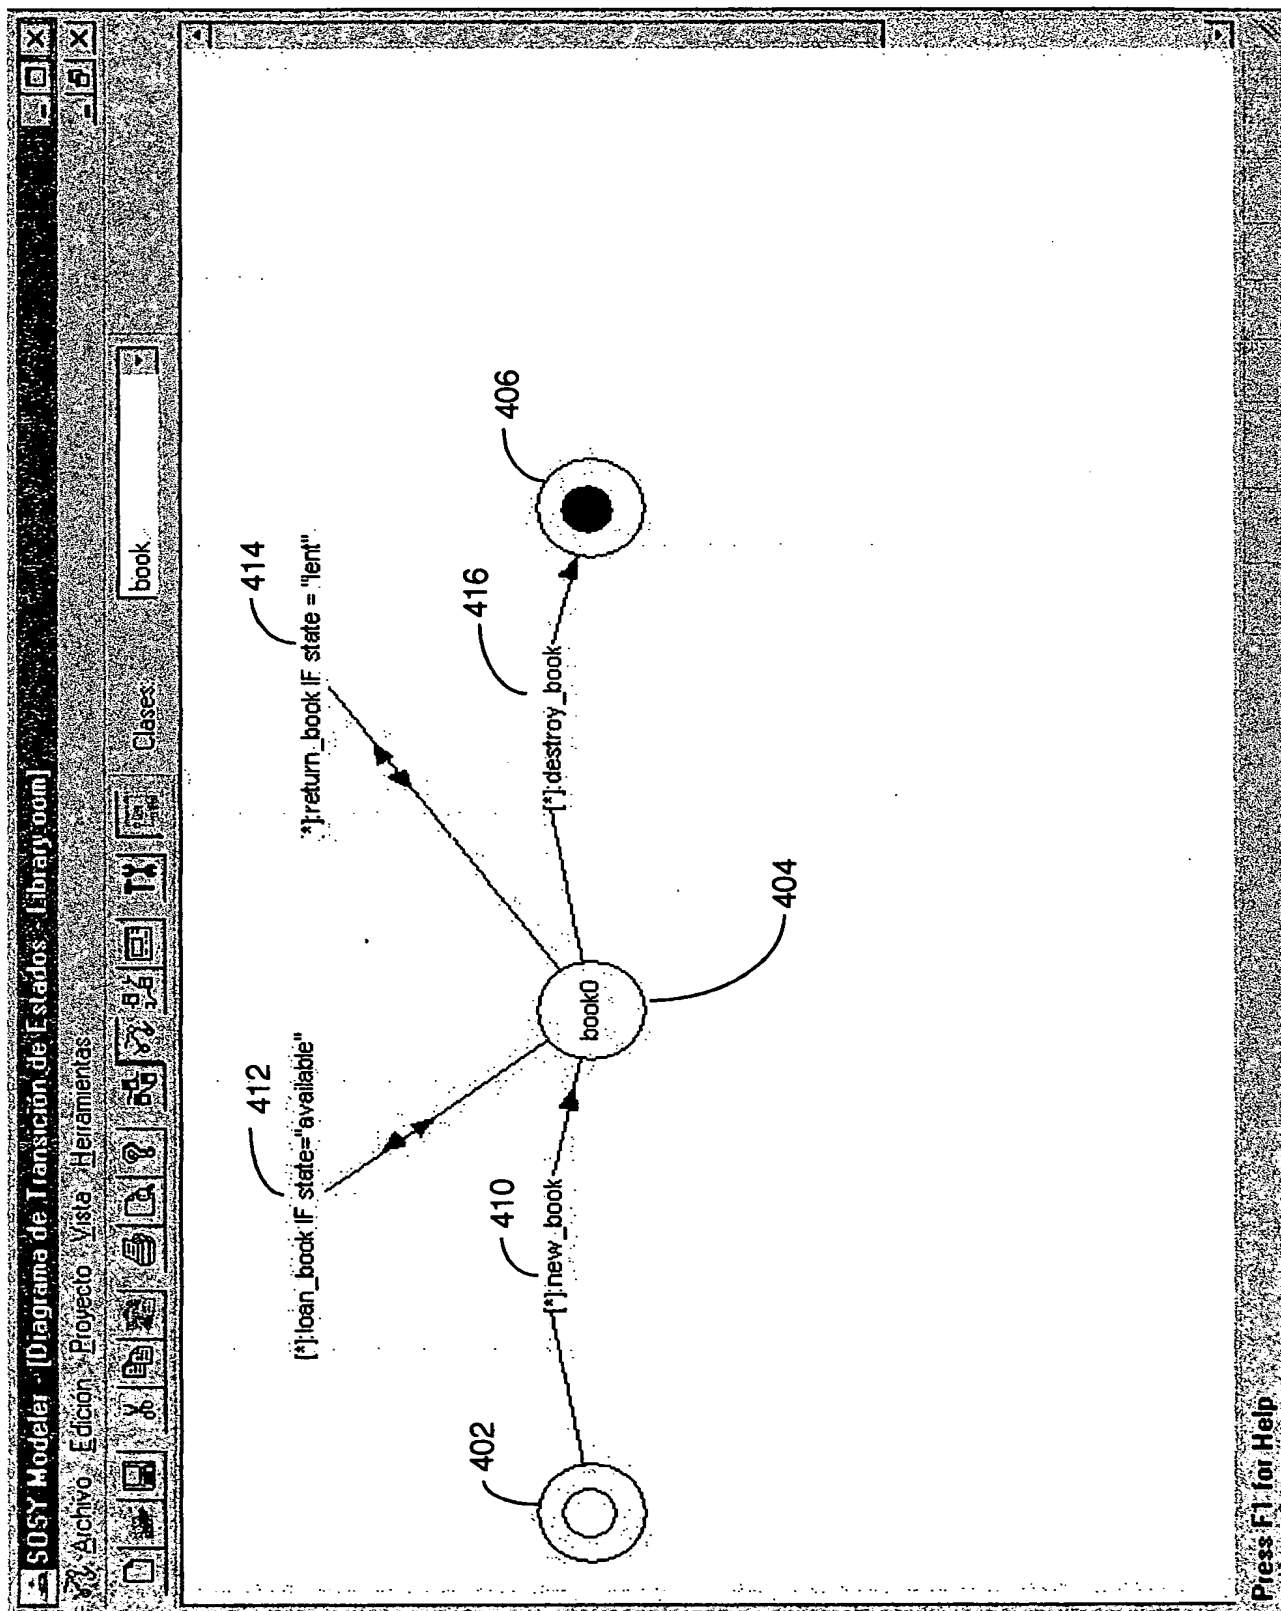 SOSY Modeler - [Diagrama de Transición de Estados - Library.oom]
Archivo Edición Proyecto Vista Herramientas
Clases: book
412
[*]:loan_book IF state="available"
414
*]:return_book IF state = "lent"
402
410
[*]:new_book
416
[*]:destroy_book
406
book0
404
Press F1 for Help